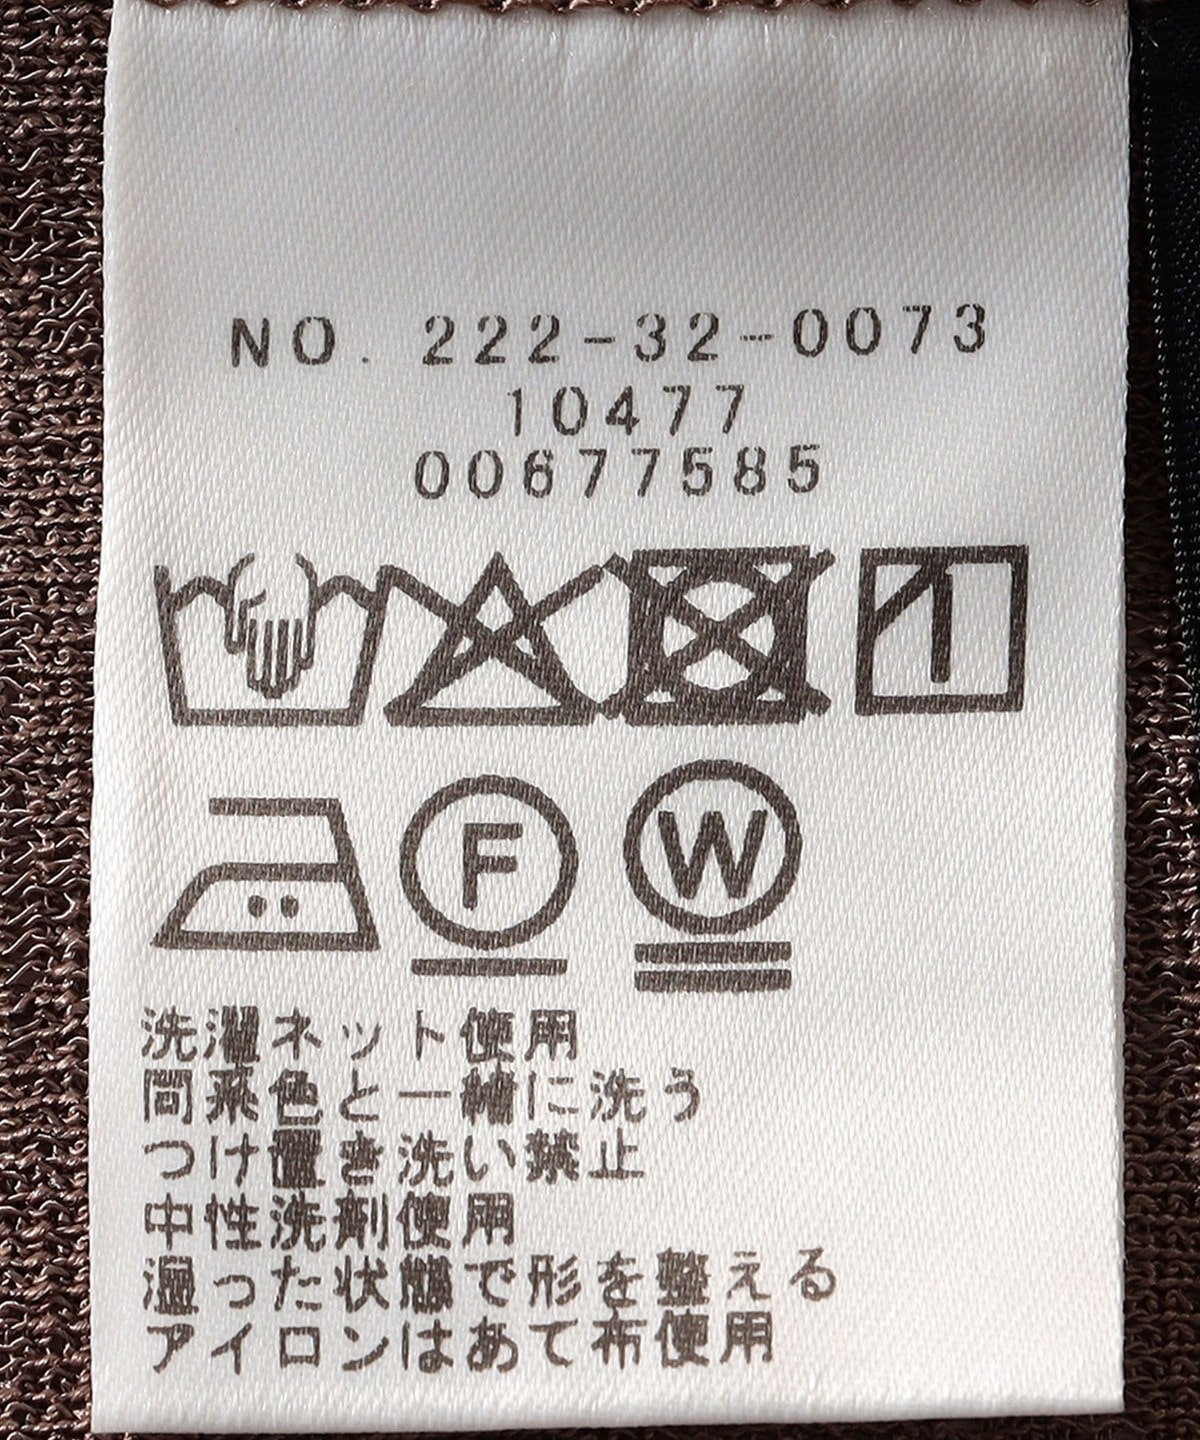 NO. 222-32-0073
10477
00677585
F W
洗濯ネット使用
同系色と一緒に洗う
つけ置き洗い禁止
中性洗剤使用
湿った状態で形を整える
アイロンはあて布使用